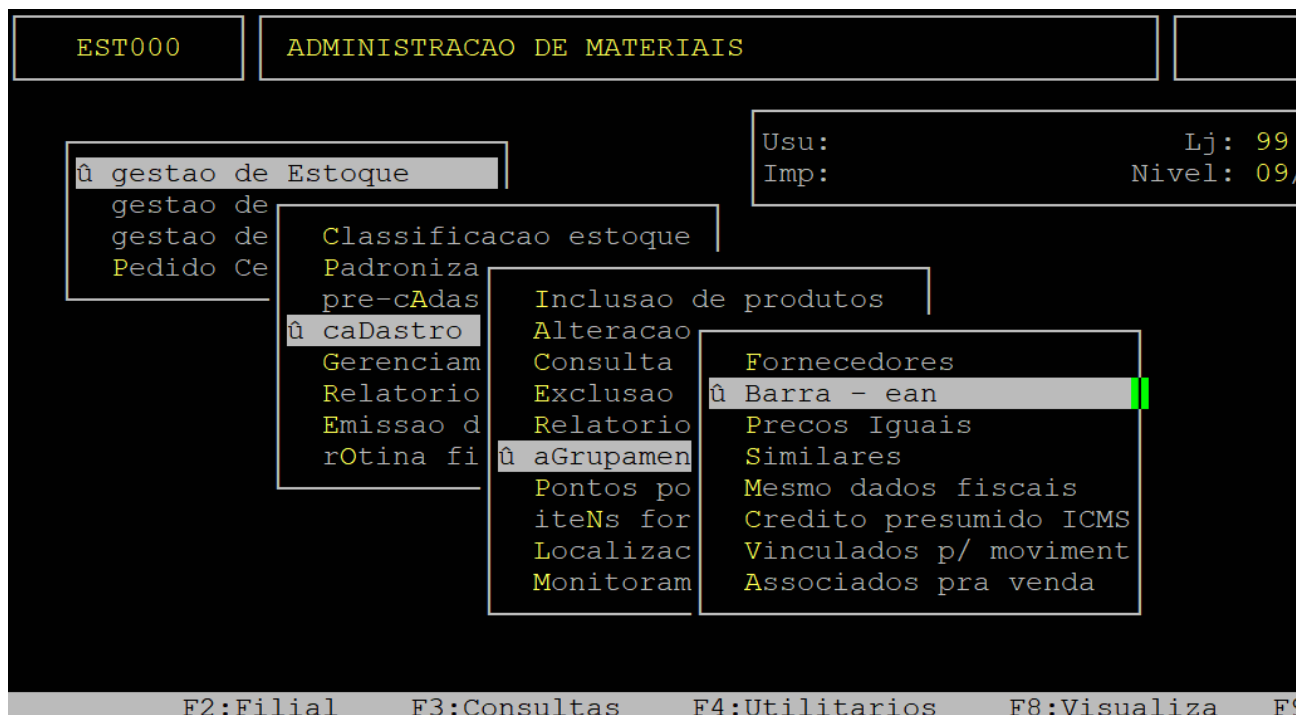 EST000 ADMINISTRACAO DE MATERIAIS
Usu: Lj: 99
Imp: Nivel: 09/
û gestao de Estoque
gestao de
gestao de
Pedido Ce
Classificacao estoque
Padroniza
pre-cAdas
û caDastro
Gerenciam
Relatorio
Emissao d
rOtina fi
Inclusao de produtos
Alteracao
Consulta
Exclusao
Relatorio
û aGrupamen
Pontos po
iteNs for
Localizac
Monitoram
Fornecedores
û Barra - ean
Precos Iguais
Similares
Mesmo dados fiscais
Credito presumido ICMS
Vinculados p/ moviment
Associados pra venda
F2:Filial F3:Consultas F4:Utilitarios F8:Visualiza F9